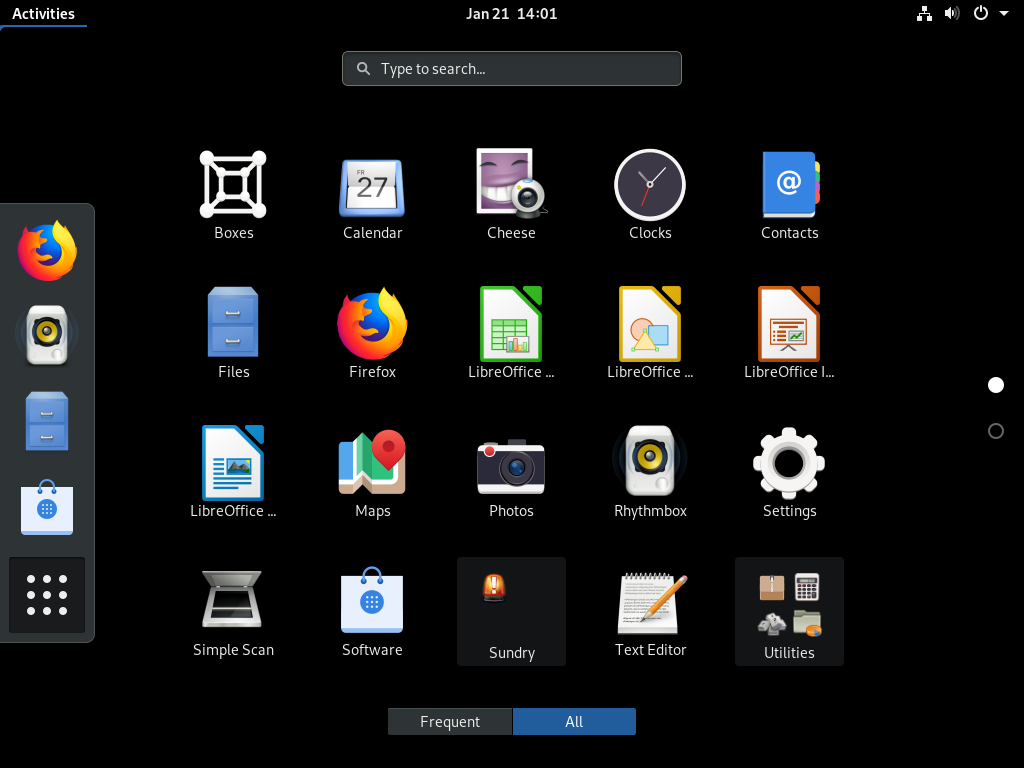 Activities
Jan 21 14:01
Type to search...
Boxes
FR
27
Calendar
Cheese
Clocks
@
Contacts
Files
Firefox
LibreOffice ...
LibreOffice ...
LibreOffice I...
LibreOffice ...
Maps
Photos
Rhythmbox
Settings
Simple Scan
Software
Sundry
Text Editor
Utilities
Frequent
All